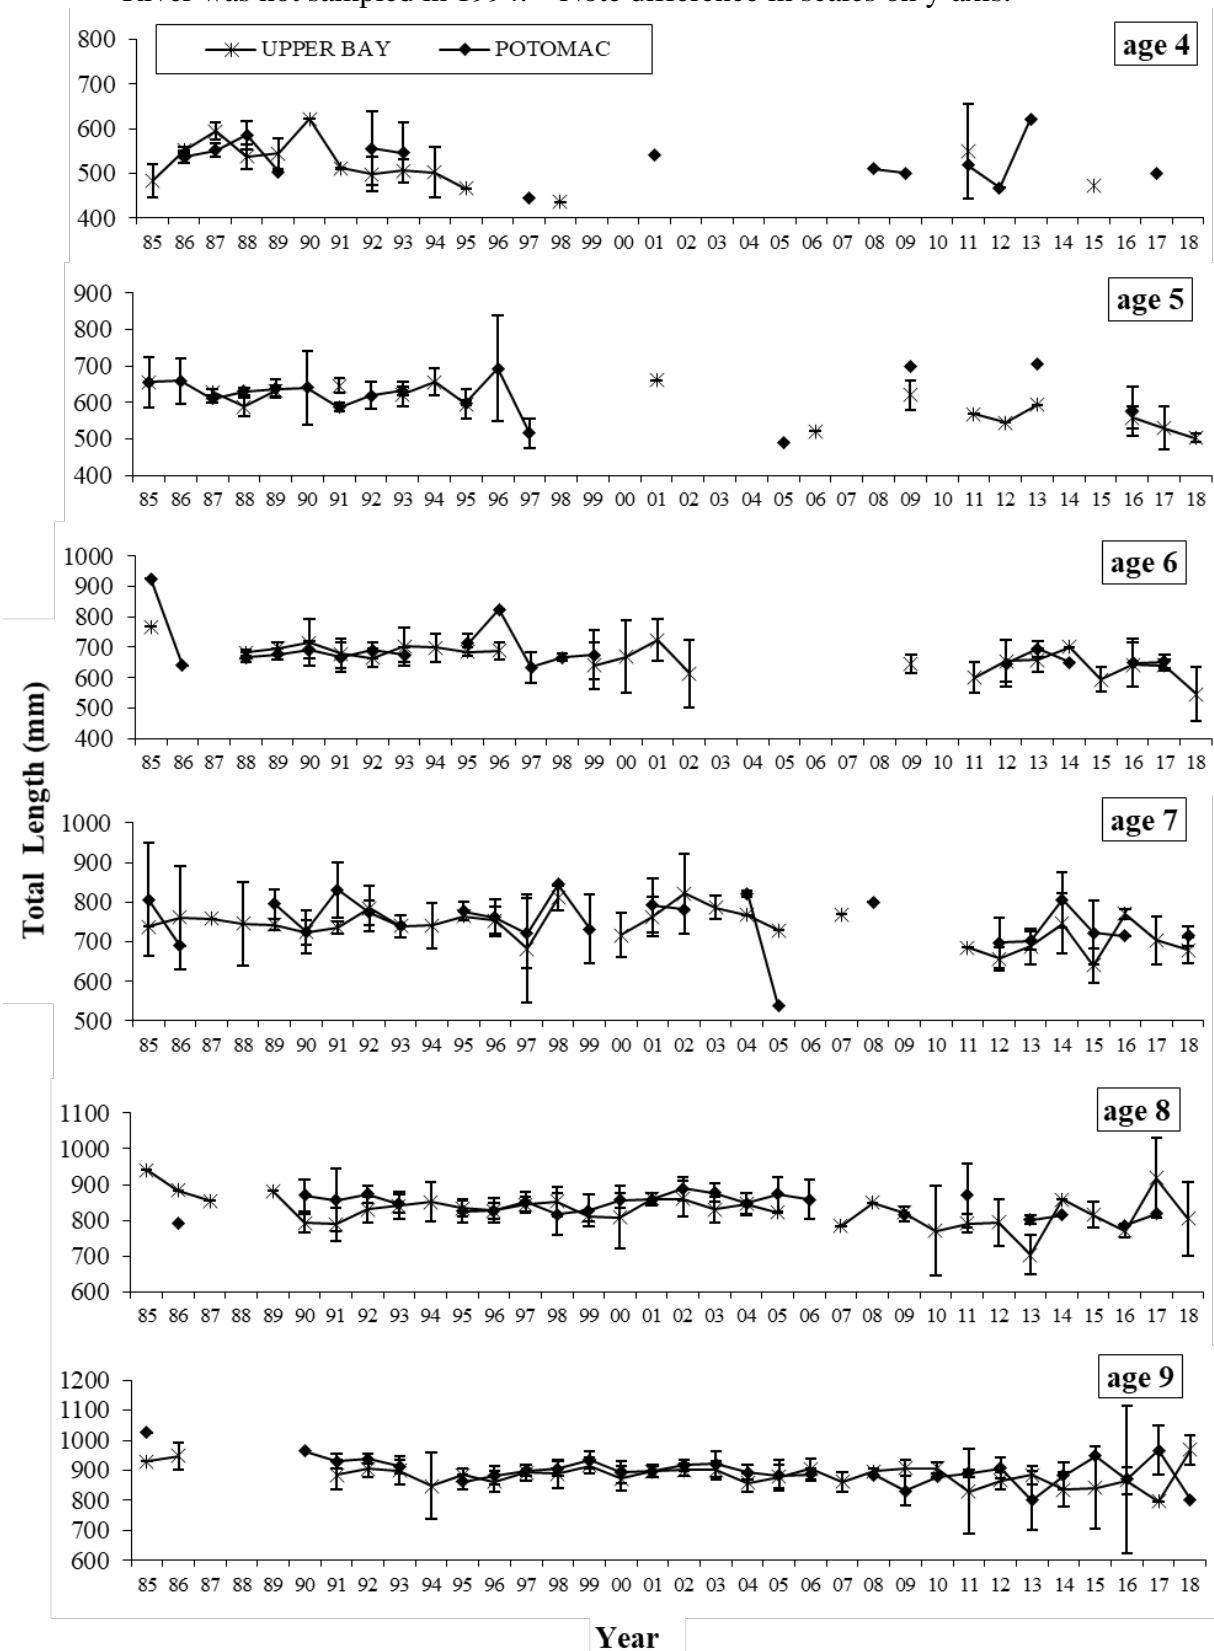 River was not sampled in 1994. Note difference in scales on y-axis.
UPPER BAY POTOMAC
age 4
800
700
600
500
400
85 86 87 88 89 90 91 92 93 94 95 96 97 98 99 00 01 02 03 04 05 06 07 08 09 10 11 12 13 14 15 16 17 18
age 5
900
800
700
600
500
400
85 86 87 88 89 90 91 92 93 94 95 96 97 98 99 00 01 02 03 04 05 06 07 08 09 10 11 12 13 14 15 16 17 18
age 6
1000
900
800
700
600
500
400
85 86 87 88 89 90 91 92 93 94 95 96 97 98 99 00 01 02 03 04 05 06 07 08 09 10 11 12 13 14 15 16 17 18
Total Length (mm)
age 7
1000
900
800
700
600
500
85 86 87 88 89 90 91 92 93 94 95 96 97 98 99 00 01 02 03 04 05 06 07 08 09 10 11 12 13 14 15 16 17 18
age 8
1100
1000
900
800
700
600
85 86 87 88 89 90 91 92 93 94 95 96 97 98 99 00 01 02 03 04 05 06 07 08 09 10 11 12 13 14 15 16 17 18
age 9
1200
1100
1000
900
800
700
600
85 86 87 88 89 90 91 92 93 94 95 96 97 98 99 00 01 02 03 04 05 06 07 08 09 10 11 12 13 14 15 16 17 18
Year